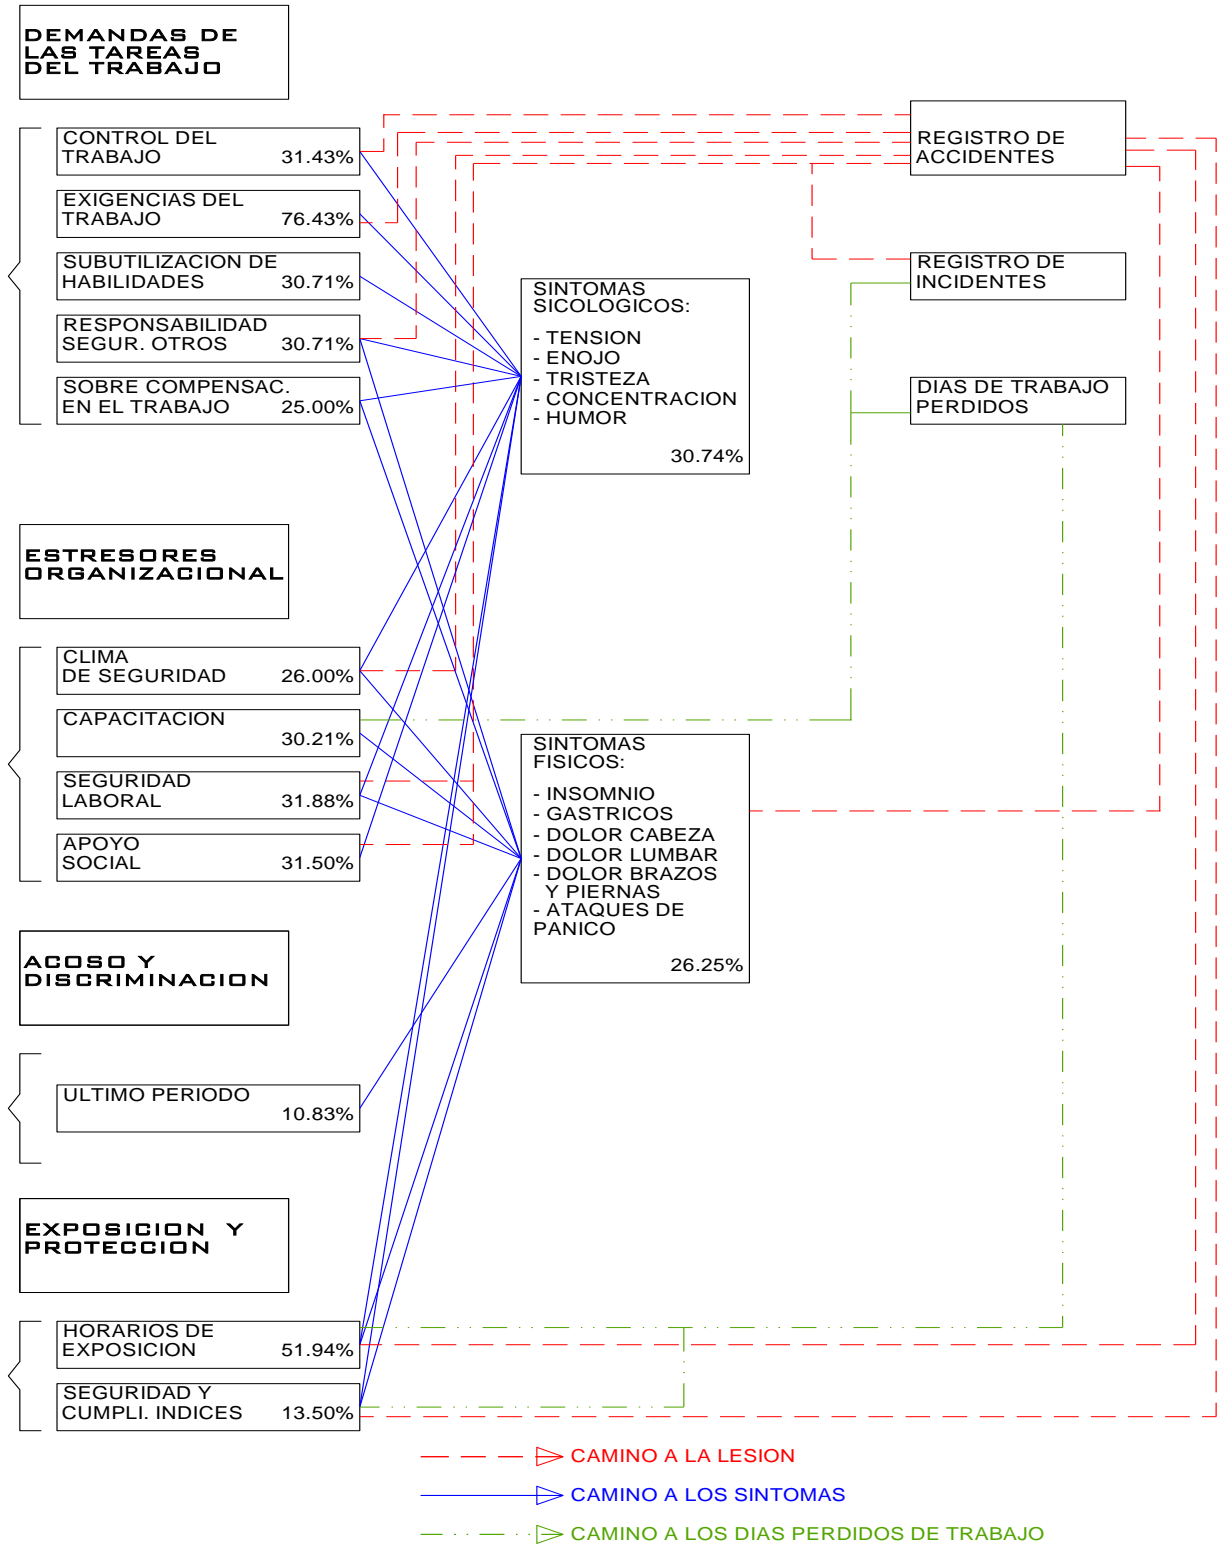 DEMANDAS DE
LAS TAREAS
DEL TRABAJO
CONTROL DEL
TRABAJO 31.43%
EXIGENCIAS DEL
TRABAJO 76.43%
SUBUTILIZACION DE
HABILIDADES 30.71%
RESPONSABILIDAD
SEGUR. OTROS 30.71%
SOBRE COMPENSAC.
EN EL TRABAJO 25.00%
ESTRESORES
ORGANIZACIONAL
CLIMA
DE SEGURIDAD 26.00%
CAPACITACION
30.21%
SEGURIDAD
LABORAL 31.88%
APOYO
SOCIAL 31.50%
ACOSO Y
DISCRIMINACION
ULTIMO PERIODO
10.83%
EXPOSICION Y
PROTECCION
HORARIOS DE
EXPOSICION 51.94%
SEGURIDAD Y
CUMPLI. INDICES 13.50%
SINTOMAS
SICOLOGICOS:
- TENSION
- ENOJO
- TRISTEZA
- CONCENTRACION
- HUMOR
30.74%
SINTOMAS
FISICOS:
- INSOMNIO
- GASTRICOS
- DOLOR CABEZA
- DOLOR LUMBAR
- DOLOR BRAZOS
Y PIERNAS
- ATAQUES DE
PANICO
26.25%
REGISTRO DE
ACCIDENTES
REGISTRO DE
INCIDENTES
DIAS DE TRABAJO
PERDIDOS
CAMINO A LA LESION
CAMINO A LOS SINTOMAS
CAMINO A LOS DIAS PERDIDOS DE TRABAJO